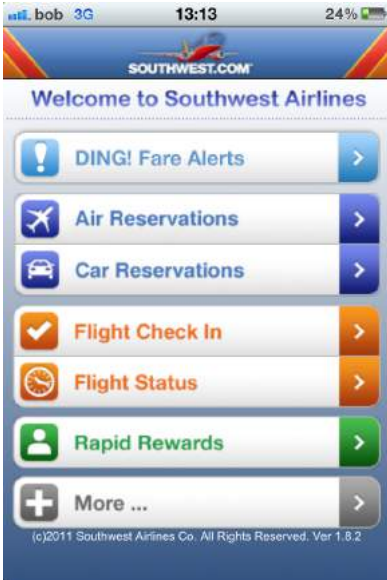 bob 3G 13:13 24%
SOUTHWEST.COM
Welcome to Southwest Airlines
DING! Fare Alerts
Air Reservations
Car Reservations
Flight Check In
Flight Status
Rapid Rewards
More ...
(c)2011 Southwest Airlines Co. All Rights Reserved. Ver 1.8.2